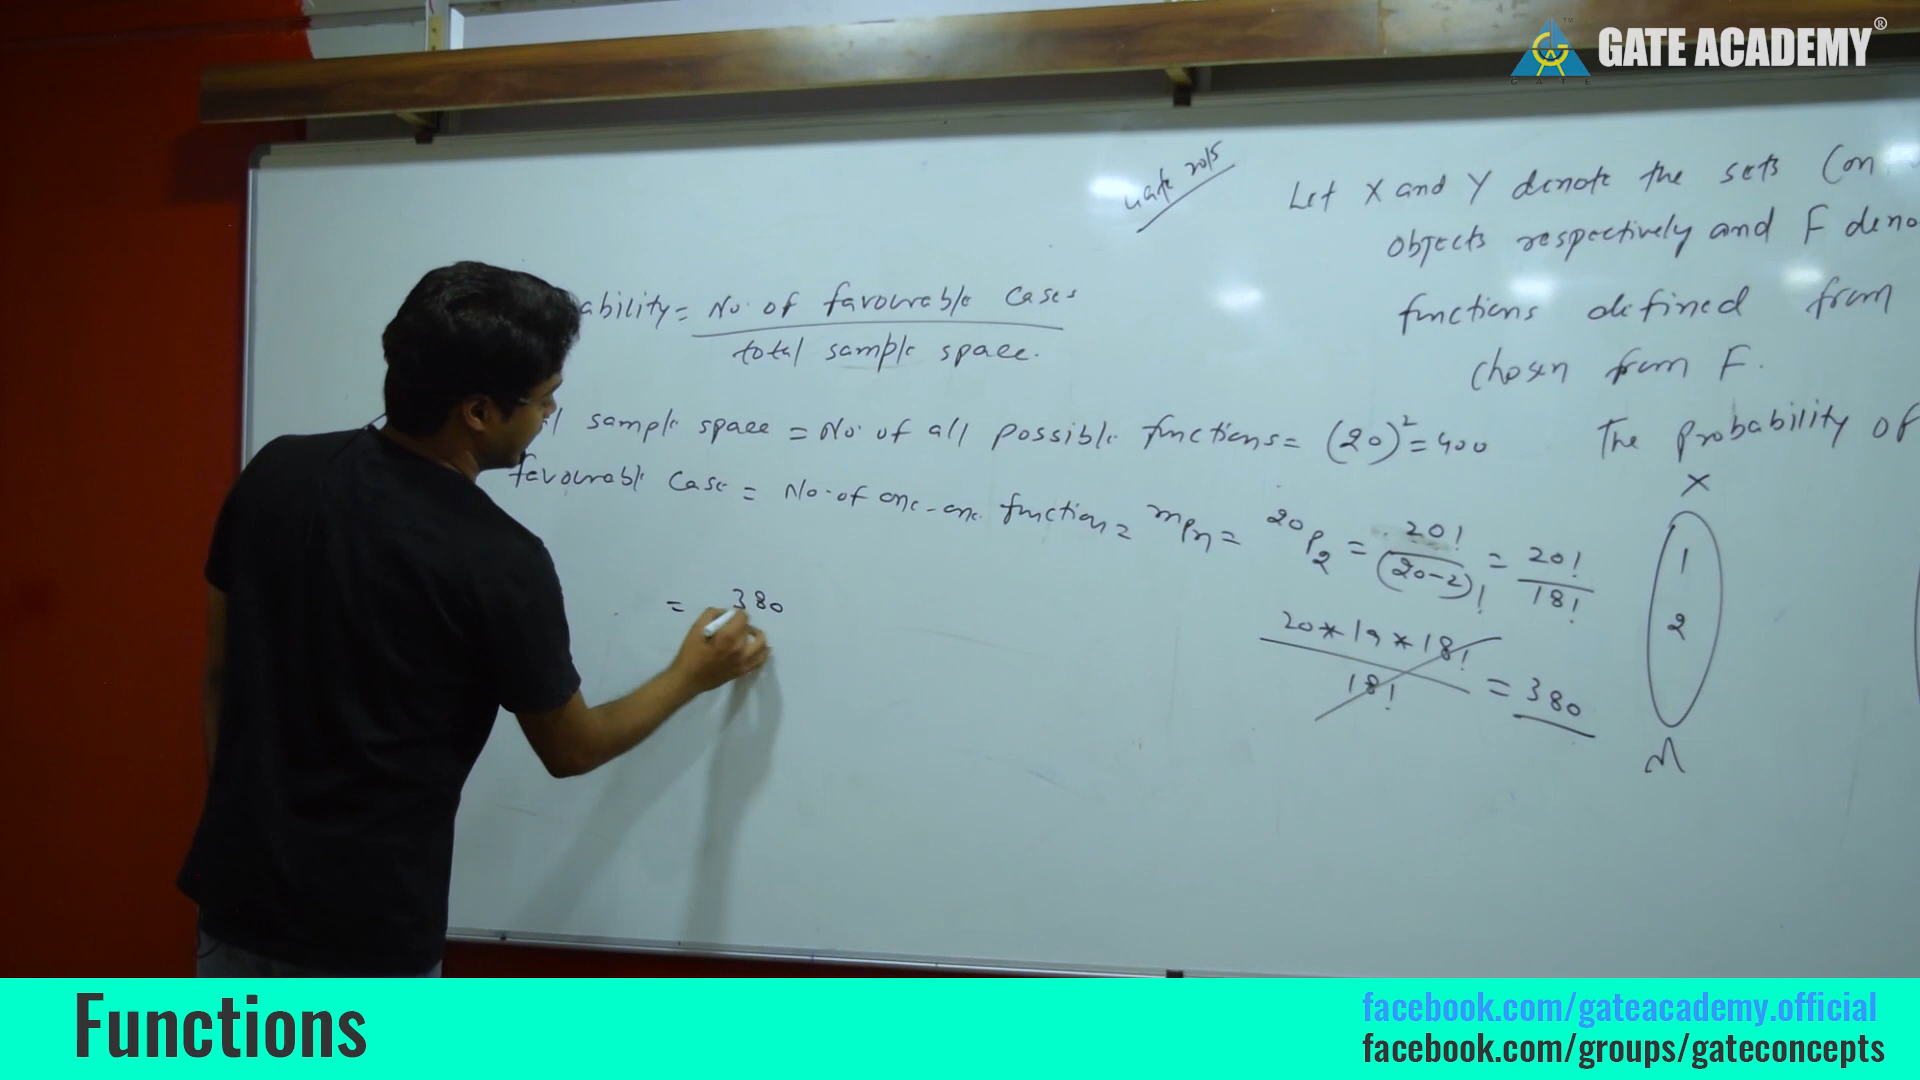 GATE ACADEMY®
GATE
Gate 2015
Let X and Y denote the sets Con
objects respectively and F deno
functions defined from
chosen from F.
The probability of
ability = No. of favourable cases
total sample space.
sample space = No. of all possible functions = (20)² = 400
favourable case = No. of one-one function = mPn = 20P2 = 20! / (20-2)! = 20! / 18!
20 * 19 * 18! / 18! = 380
= 380
X
1
2
M
Functions
facebook.com/gateacademy.official
facebook.com/groups/gateconcepts